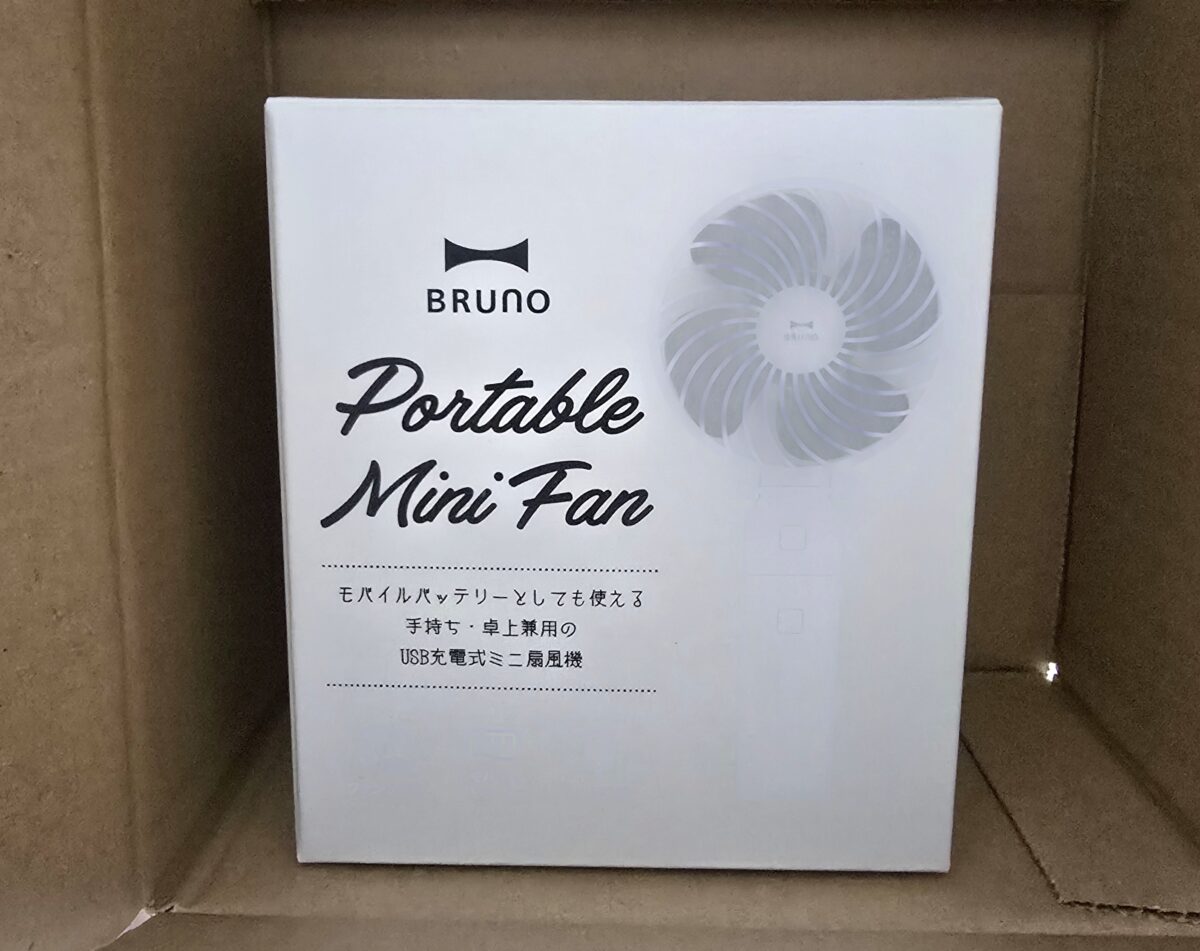 BRUNO
Portable
Mini Fan
モバイルバッテリーとしても使える
手持ち・卓上兼用の
USB充電式ミニ扇風機
BRUNO